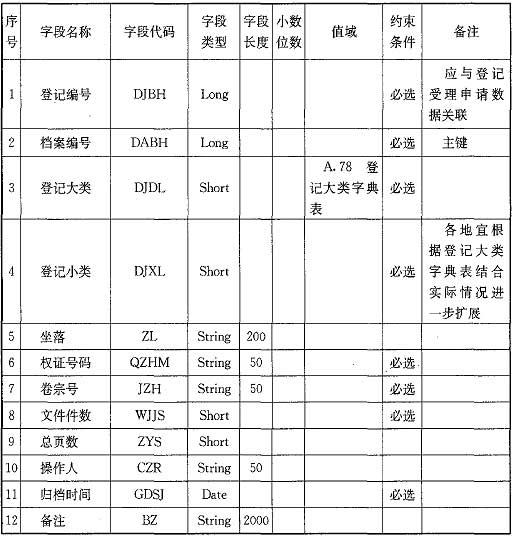 序号 字段名称 字段代码 字段类型 字段长度 小数位数 值域 约束条件 备注
1 登记编号 DJBH Long 必选 应与登记受理申请数据关联
2 档案编号 DABH Long 必选 主键
3 登记大类 DJDL Short A.78 登记大类字典表 必选
4 登记小类 DJXL Short 必选 各地宜根据登记大类字典表结合实际情况进一步扩展
5 坐落 ZL String 200
6 权证号码 QZHM String 50 必选
7 卷宗号 JZH String 50 必选
8 文件件数 WJJS Short 必选
9 总页数 ZYS Short
10 操作人 CZR String 50
11 归档时间 GDSJ Date 必选
12 备注 BZ String 2000